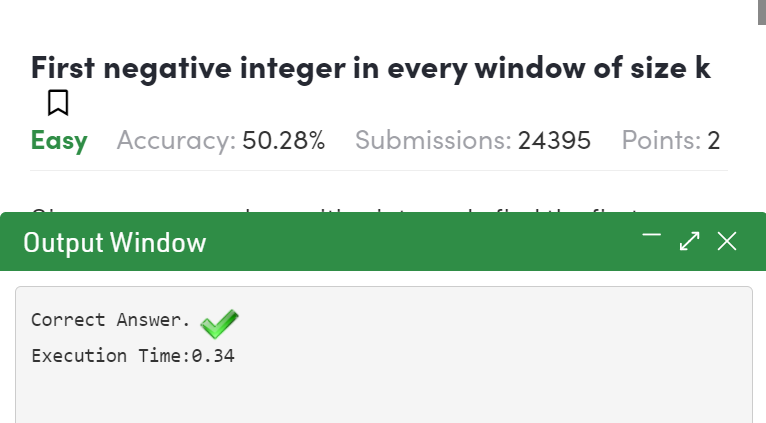 First negative integer in every window of size k
Easy Accuracy: 50.28% Submissions: 24395 Points: 2
Output Window
Correct Answer.
Execution Time:0.34